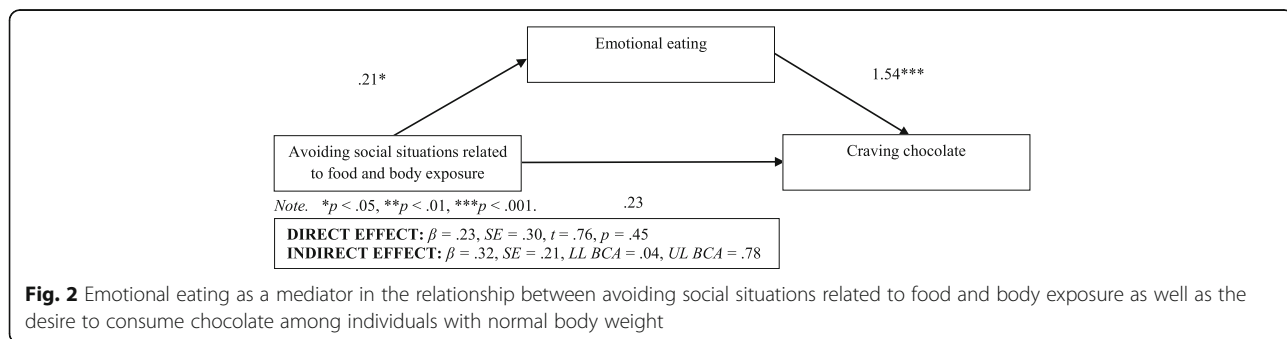 Emotional eating
.21*
1.54***
Avoiding social situations related
to food and body exposure
Craving chocolate
.23
Note. *p < .05, **p < .01, ***p < .001.
DIRECT EFFECT: β = .23, SE = .30, t = .76, p = .45
INDIRECT EFFECT: β = .32, SE = .21, LL BCA = .04, UL BCA = .78
Fig. 2 Emotional eating as a mediator in the relationship between avoiding social situations related to food and body exposure as well as the
desire to consume chocolate among individuals with normal body weight